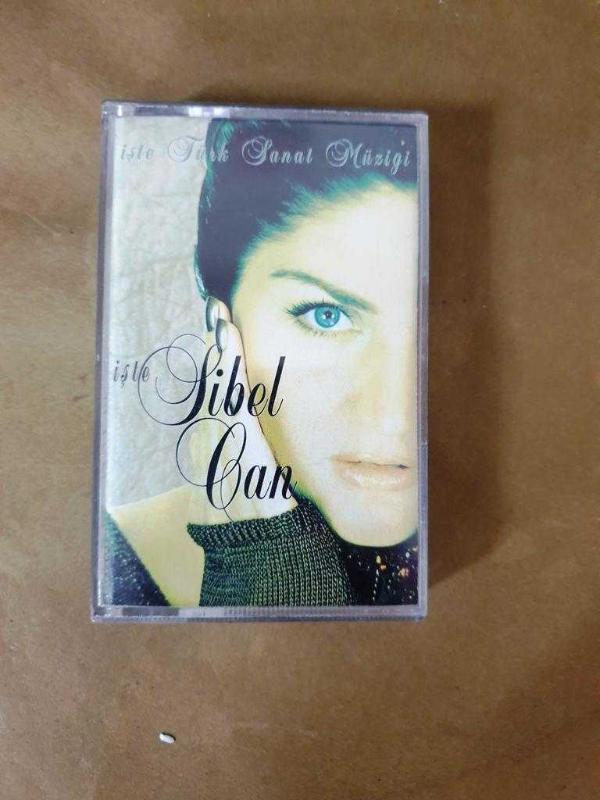 işte Türk Sanat Müziği
işte Sibel
Can